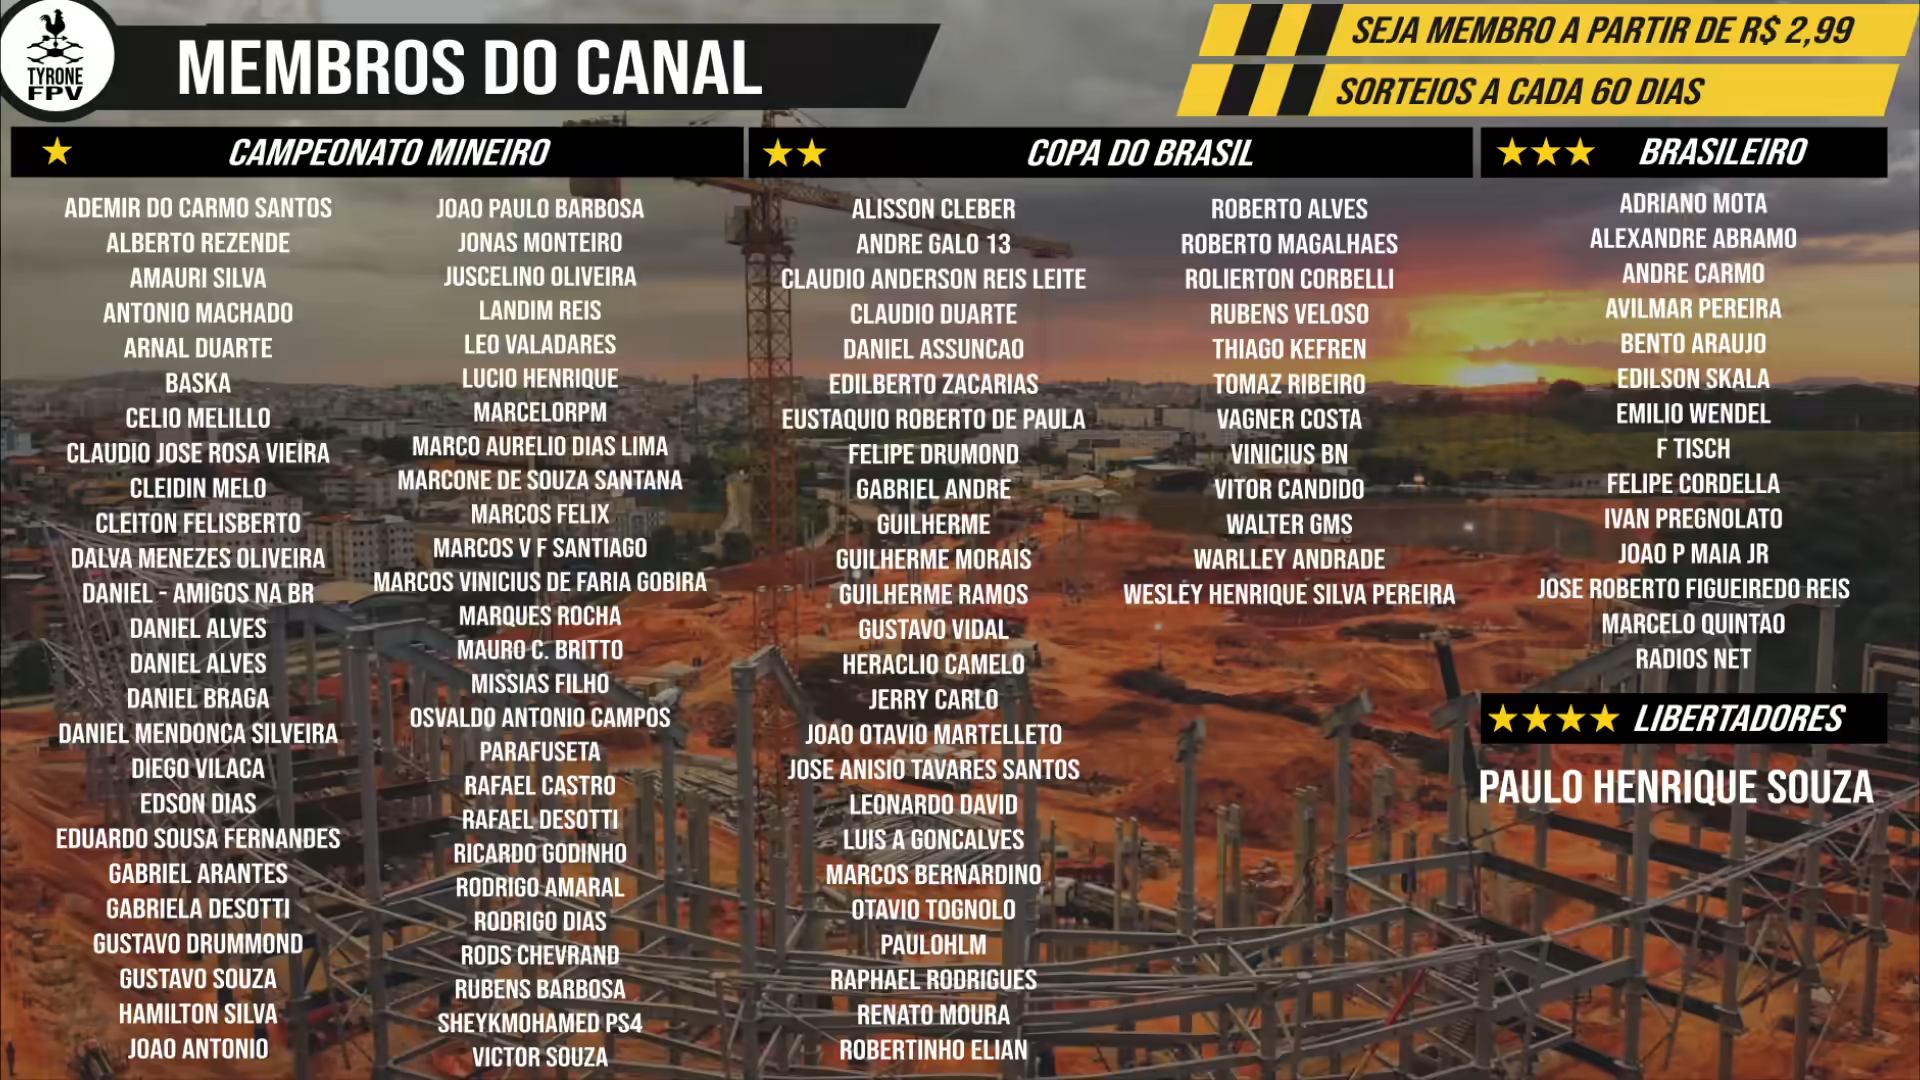 TYRONE
FPV
MEMBROS DO CANAL
SEJA MEMBRO A PARTIR DE R$ 2,99
SORTEIOS A CADA 60 DIAS
CAMPEONATO MINEIRO
ADEMIR DO CARMO SANTOS
ALBERTO REZENDE
AMAURI SILVA
ANTONIO MACHADO
ARNAL DUARTE
BASKA
CELIO MELILLO
CLAUDIO JOSE ROSA VIEIRA
CLEIDIN MELO
CLEITON FELISBERTO
DALVA MENEZES OLIVEIRA
DANIEL - AMIGOS NA BR
DANIEL ALVES
DANIEL ALVES
DANIEL BRAGA
DANIEL MENDONCA SILVEIRA
DIEGO VILACA
EDSON DIAS
EDUARDO SOUSA FERNANDES
GABRIEL ARANTES
GABRIELA DESOTTI
GUSTAVO DRUMMOND
GUSTAVO SOUZA
HAMILTON SILVA
JOAO ANTONIO
JOAO PAULO BARBOSA
JONAS MONTEIRO
JUSCELINO OLIVEIRA
LANDIM REIS
LEO VALADARES
LUCIO HENRIQUE
MARCELORPM
MARCO AURELIO DIAS LIMA
MARCONE DE SOUZA SANTANA
MARCOS FELIX
MARCOS V F SANTIAGO
MARCOS VINICIUS DE FARIA GOBIRA
MARQUES ROCHA
MAURO C. BRITTO
MISSIAS FILHO
OSVALDO ANTONIO CAMPOS
PARAFUSETA
RAFAEL CASTRO
RAFAEL DESOTTI
RICARDO GODINHO
RODRIGO AMARAL
RODRIGO DIAS
RODS CHEVRAND
RUBENS BARBOSA
SHEYKMOHAMED PS4
VICTOR SOUZA
COPA DO BRASIL
ALISSON CLEBER
ANDRE GALO 13
CLAUDIO ANDERSON REIS LEITE
CLAUDIO DUARTE
DANIEL ASSUNCAO
EDILBERTO ZACARIAS
EUSTAQUIO ROBERTO DE PAULA
FELIPE DRUMOND
GABRIEL ANDRE
GUILHERME
GUILHERME MORAIS
GUILHERME RAMOS
GUSTAVO VIDAL
HERACLIO CAMELO
JERRY CARLO
JOAO OTAVIO MARTELLETO
JOSE ANISIO TAVARES SANTOS
LEONARDO DAVID
LUIS A GONCALVES
MARCOS BERNARDINO
OTAVIO TOGNOLO
PAULOHLM
RAPHAEL RODRIGUES
RENATO MOURA
ROBERTINHO ELIAN
ROBERTO ALVES
ROBERTO MAGALHAES
ROLIERTON CORBELLI
RUBENS VELOSO
THIAGO KEFREN
TOMAZ RIBEIRO
VAGNER COSTA
VINICIUS BN
VITOR CANDIDO
WALTER GMS
WARLLEY ANDRADE
WESLEY HENRIQUE SILVA PEREIRA
BRASILEIRO
ADRIANO MOTA
ALEXANDRE ABRAMO
ANDRE CARMO
AVILMAR PEREIRA
BENTO ARAUJO
EDILSON SKALA
EMILIO WENDEL
F TISCH
FELIPE CORDELLA
IVAN PREGNOLATO
JOAO P MAIA JR
JOSE ROBERTO FIGUEIREDO REIS
MARCELO QUINTAO
RADIOS NET
LIBERTADORES
PAULO HENRIQUE SOUZA